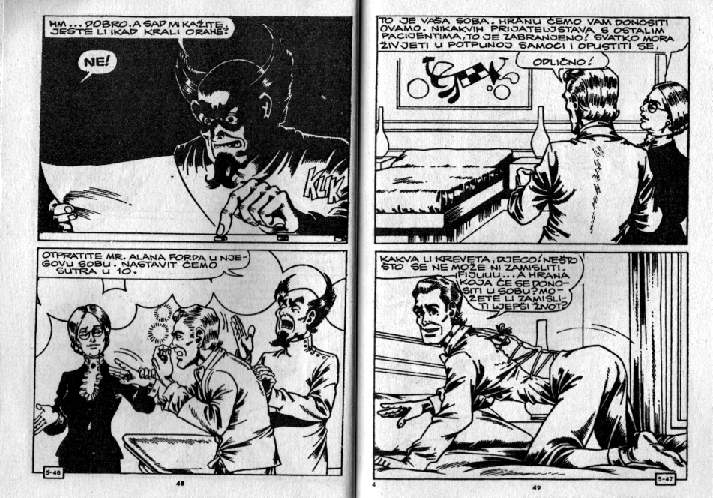 HM... DOBRO. A SAD MI KAŽITE,
JESTE LI IKAD KRALI ORAHE?
NE!
KLIK
OTPRATITE MR. ALANA FORDA U NJE-
GOVU SOBU. NASTAVIT ĆEMO
SUTRA U 10.
5-46
48
TO JE VAŠA SOBA. HRANU ĆEMO VAM DONOSITI
OVAMO. NIKAKVIH PRIJATELJSTAVA S OSTALIM
PACIJENTIMA, TO JE ZABRANJENO! SVATKO MORA
ŽIVJETI U POTPUNOJ SAMOĆI I OPUSTITI SE.
ODLIČNO!
KAKVA LI KREVETA, DJECO! NEŠTO
ŠTO SE NE MOŽE NI ZAMISLITI.
FIJUUU... A HRANA
KOJA ĆE SE DONO-
SITI U SOBU? MO-
ŽETE LI ZAMISLI-
TI LJEPŠI ŽIVOT?
4
49
5-47